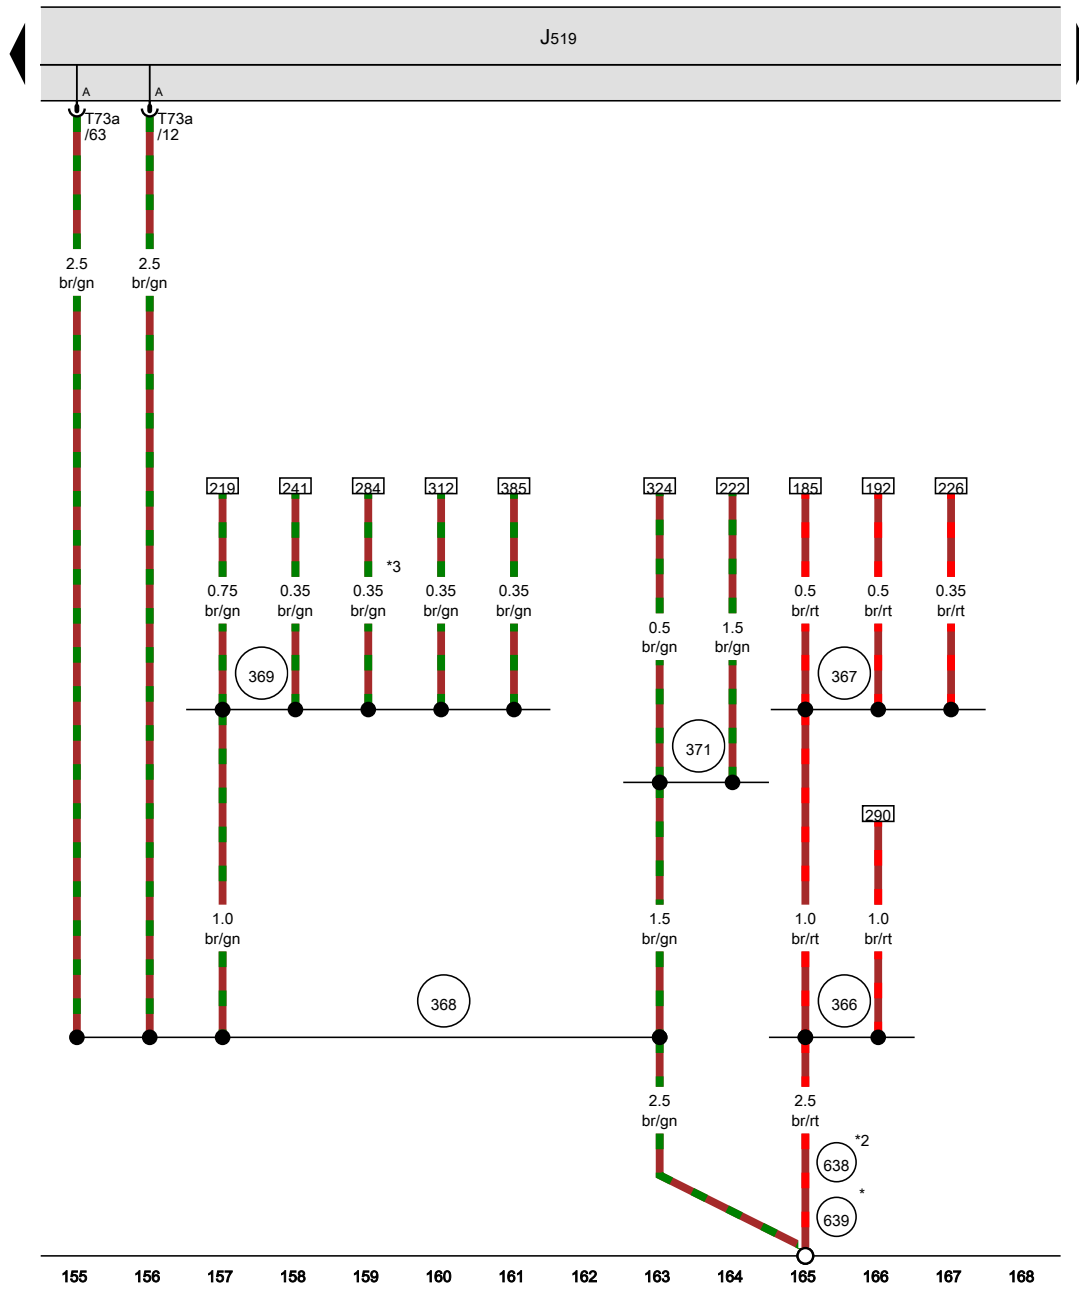 J519
A A
T73a T73a
/63 /12
2.5 2.5
br/gn br/gn
219 241 284 312 385 324 222 185 192 226
*3
0.75 0.35 0.35 0.35 0.35 0.5 0.5 0.35
br/gn br/gn br/gn br/gn br/gn br/rt br/rt br/rt
0.5 1.5
br/gn br/gn
369 367
371
290
1.0 1.5 1.0 1.0
br/gn br/gn br/rt br/rt
368 366
2.5 2.5
br/gn br/rt
*2
638
*
639
155 156 157 158 159 160 161 162 163 164 165 166 167 168